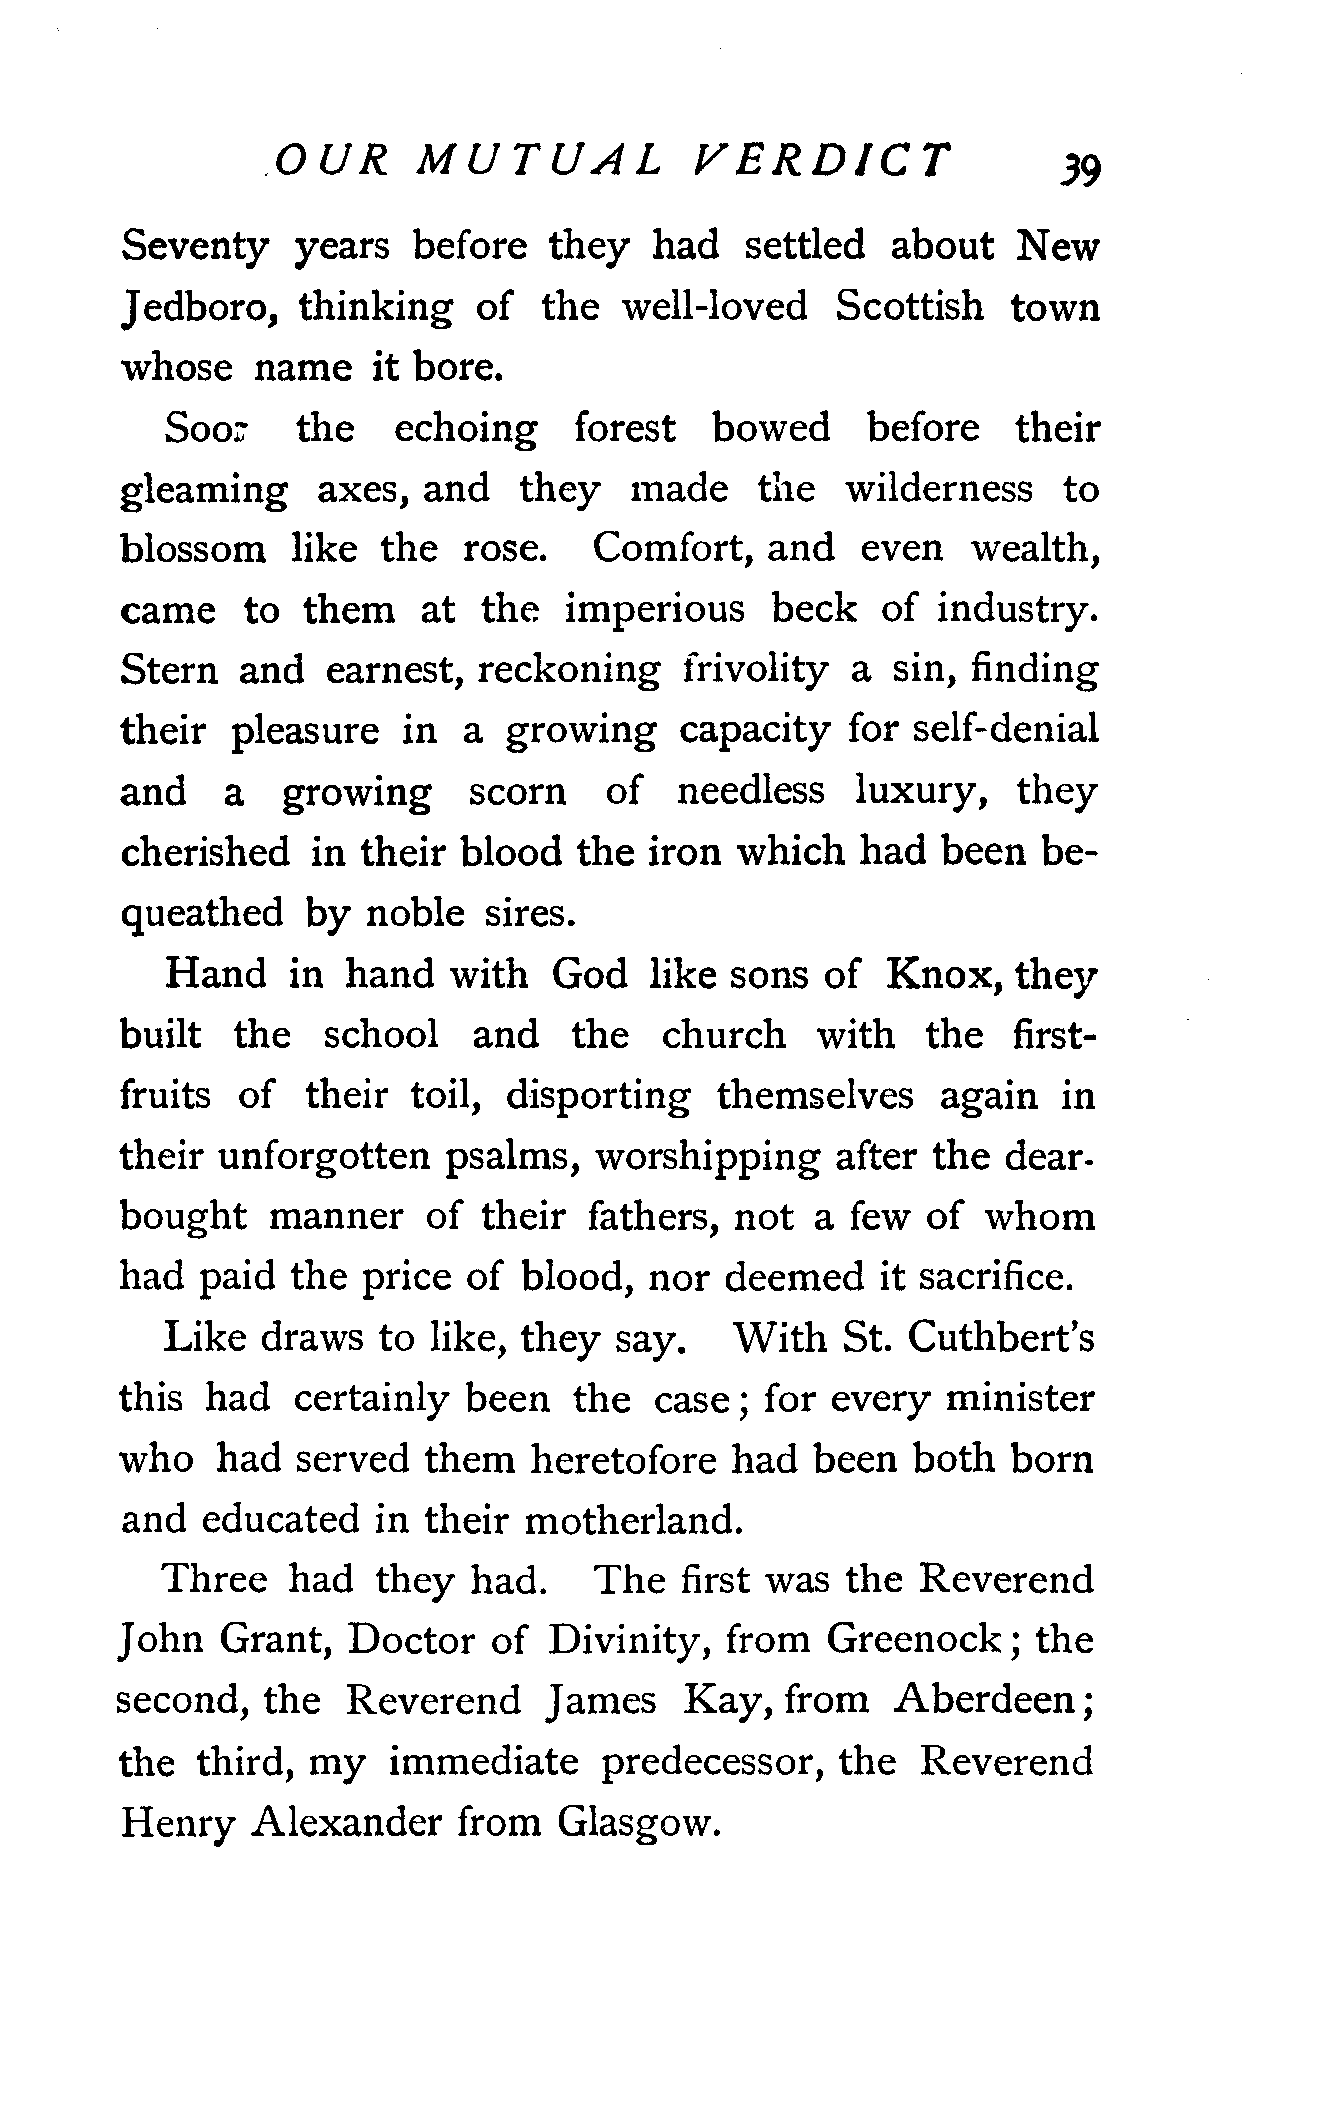 OUR MUTUAL VERDICT 39
Seventy years before they had settled about New
Jedboro, thinking of the well-loved Scottish town
whose name it bore.
Soon the echoing forest bowed before their
gleaming axes, and they made the wilderness to
blossom like the rose. Comfort, and even wealth,
came to them at the imperious beck of industry.
Stern and earnest, reckoning frivolity a sin, finding
their pleasure in a growing capacity for self-denial
and a growing scorn of needless luxury, they
cherished in their blood the iron which had been be-
queathed by noble sires.
Hand in hand with God like sons of Knox, they
built the school and the church with the first-
fruits of their toil, disporting themselves again in
their unforgotten psalms, worshipping after the dear-
bought manner of their fathers, not a few of whom
had paid the price of blood, nor deemed it sacrifice.
Like draws to like, they say. With St. Cuthbert's
this had certainly been the case; for every minister
who had served them heretofore had been both born
and educated in their motherland.
Three had they had. The first was the Reverend
John Grant, Doctor of Divinity, from Greenock; the
second, the Reverend James Kay, from Aberdeen;
the third, my immediate predecessor, the Reverend
Henry Alexander from Glasgow.